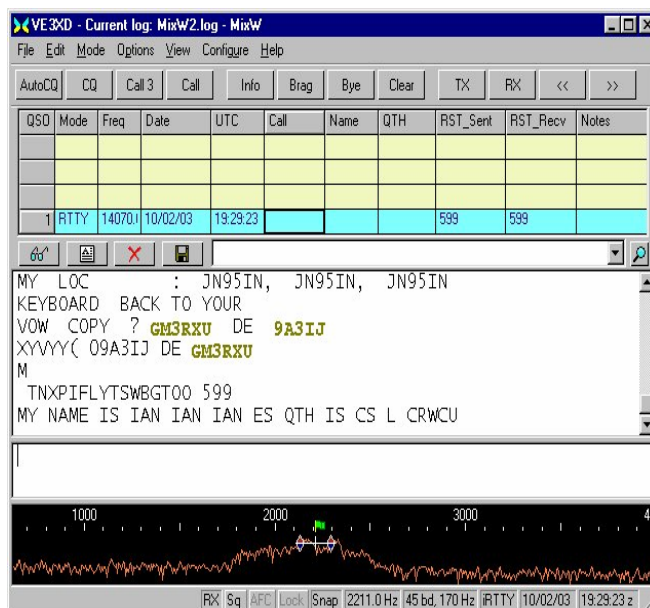 VE3XD - Current log: MixW2.log - MixW
File Edit Mode Options View Configure Help
AutoCQ CQ Call 3 Call Info Brag Bye Clear TX RX << >>
QSO Mode Freq Date UTC Call Name QTH RST_Sent RST_Recv Notes
1 RTTY 14070. 10/02/03 19:29:23 599 599
MY LOC : JN95IN, JN95IN, JN95IN
KEYBOARD BACK TO YOUR
VOW COPY ? GM3RXU DE 9A3IJ
XYVYY( O9A3IJ DE GM3RXU
M
TNXPIFLYTSWBGTOO 599
MY NAME IS IAN IAN IAN ES QTH IS CS L CRWCU
1000 2000 3000 4
RX Sq AFC Lock Snap 2211.0 Hz 45 bd, 170 Hz iRTTY 10/02/03 19:29:23 z